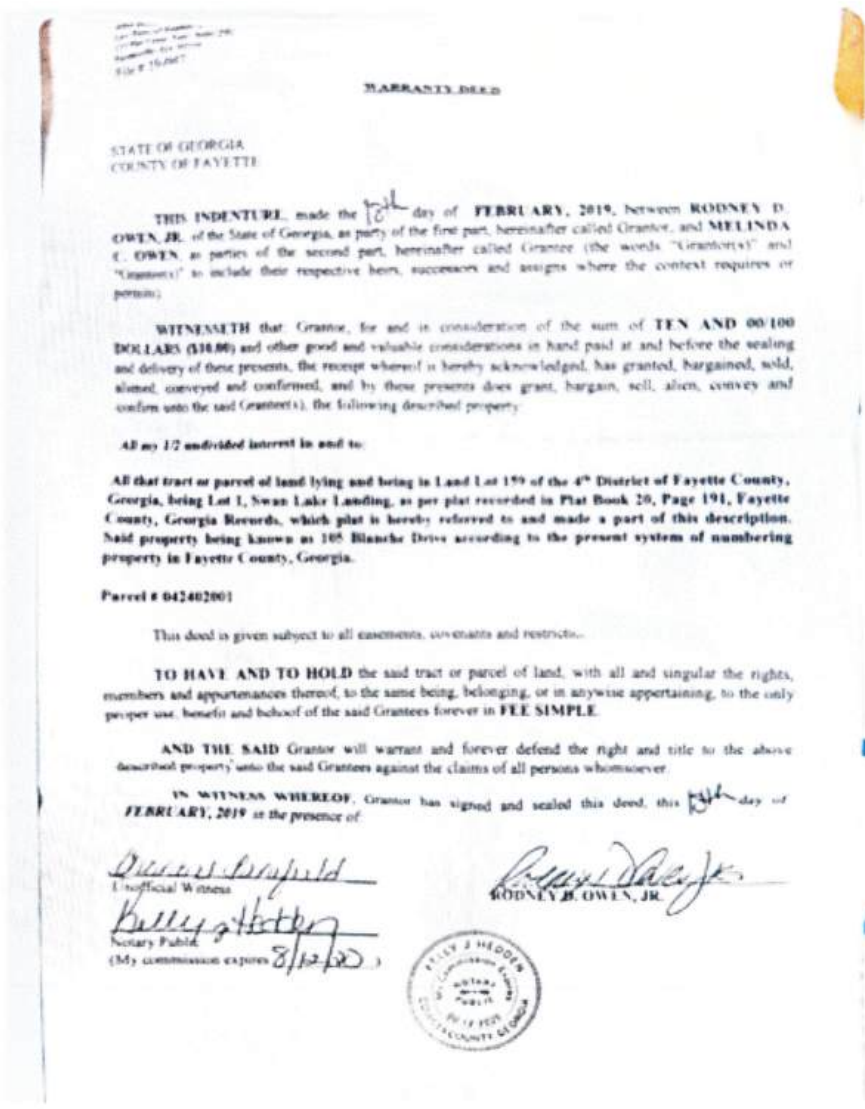 WARRANTY DEED
STATE OF GEORGIA
COUNTY OF FAYETTE
THIS INDENTURE, made the day of FEBRUARY, 2019, between RODNEY D.
OWEN, JR. of the State of Georgia, as party of the first part, hereinafter called Grantor, and MELINDA
C. OWEN, as parties of the second part, hereinafter called Grantee (the words "Grantor(s)" and
"Grantee(s)" to include their respective heirs, successors and assigns where the context requires or
permits)
WITNESSETH that: Grantor, for and in consideration of the sum of TEN AND 00/100
DOLLARS ($10.00) and other good and valuable considerations in hand paid at and before the sealing
and delivery of these presents, the receipt whereof is hereby acknowledged, has granted, bargained, sold,
aliened, conveyed and confirmed, and by these presents does grant, bargain, sell, alien, convey and
confirm unto the said Grantee(s), the following described property:
All my 1/2 undivided interest in and to:
All that tract or parcel of land lying and being in Land Lot 159 of the 4th District of Fayette County,
Georgia, being Lot 1, Swan Lake Landing, as per plat recorded in Plat Book 20, Page 191, Fayette
County, Georgia Records, which plat is hereby referred to and made a part of this description.
Said property being known as 105 Blanche Drive according to the present system of numbering
property in Fayette County, Georgia.
Parcel # 042402001
This deed is given subject to all easements, covenants and restrictic..
TO HAVE AND TO HOLD the said tract or parcel of land, with all and singular the rights,
members and appurtenances thereof, to the same being, belonging, or in anywise appertaining, to the only
proper use, benefit and behoof of the said Grantees forever in FEE SIMPLE.
AND THE SAID Grantor will warrant and forever defend the right and title to the above
described property unto the said Grantees against the claims of all persons whomsoever.
IN WITNESS WHEREOF, Grantor has signed and sealed this deed, this day of
FEBRUARY, 2019 in the presence of:
Unofficial Witness
RODNEY D. OWEN, JR.
Kelly J Hedden
Notary Public
(My commission expires 8/12/20)
KELLY J HEDDEN
My Commission Expires
NOTARY
PUBLIC
COUNTY GEORGIA